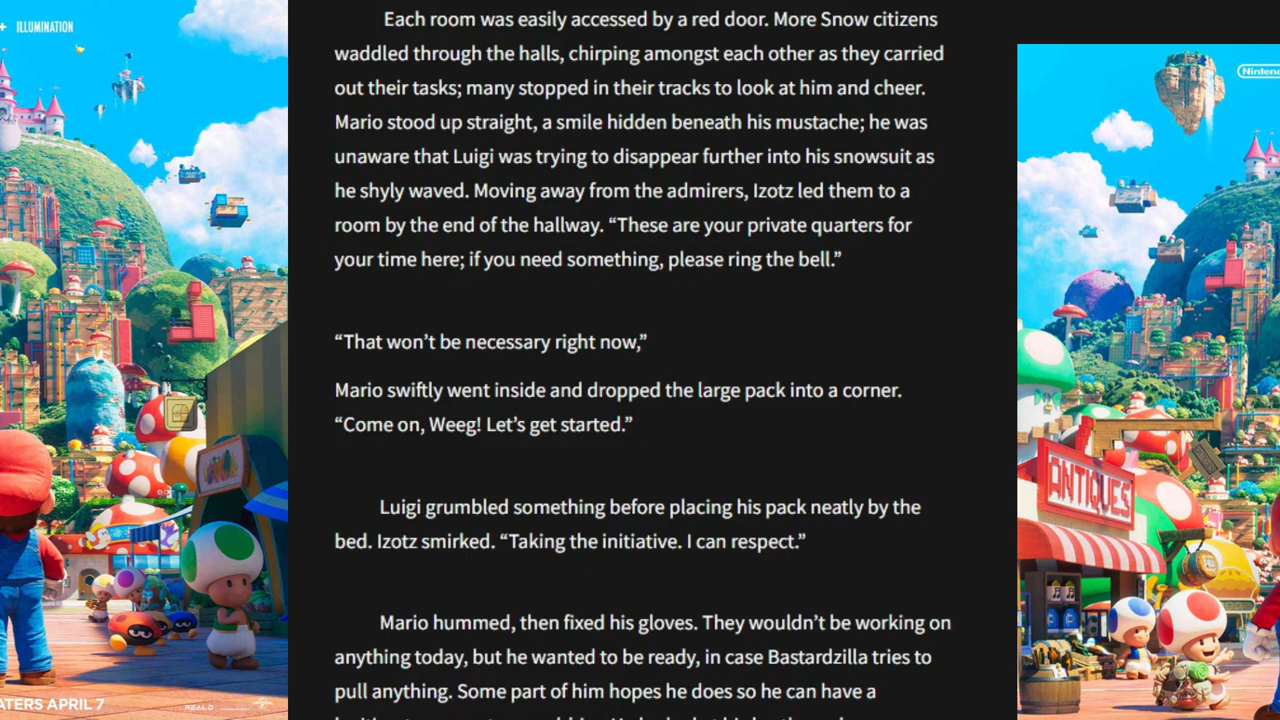 ILLUMINATION
Each room was easily accessed by a red door. More Snow citizens
waddled through the halls, chirping amongst each other as they carried
out their tasks; many stopped in their tracks to look at him and cheer.
Mario stood up straight, a smile hidden beneath his mustache; he was
unaware that Luigi was trying to disappear further into his snowsuit as
he shyly waved. Moving away from the admirers, Izotz led them to a
room by the end of the hallway. “These are your private quarters for
your time here; if you need something, please ring the bell.”
“That won’t be necessary right now,”
Mario swiftly went inside and dropped the large pack into a corner.
“Come on, Weeg! Let’s get started.”
Luigi grumbled something before placing his pack neatly by the
bed. Izotz smirked. “Taking the initiative. I can respect.”
Mario hummed, then fixed his gloves. They wouldn’t be working on
anything today, but he wanted to be ready, in case Bastardzilla tries to
pull anything. Some part of him hopes he does so he can have a
ATERS APRIL 7
REALD
Ninten
ANTIQUES